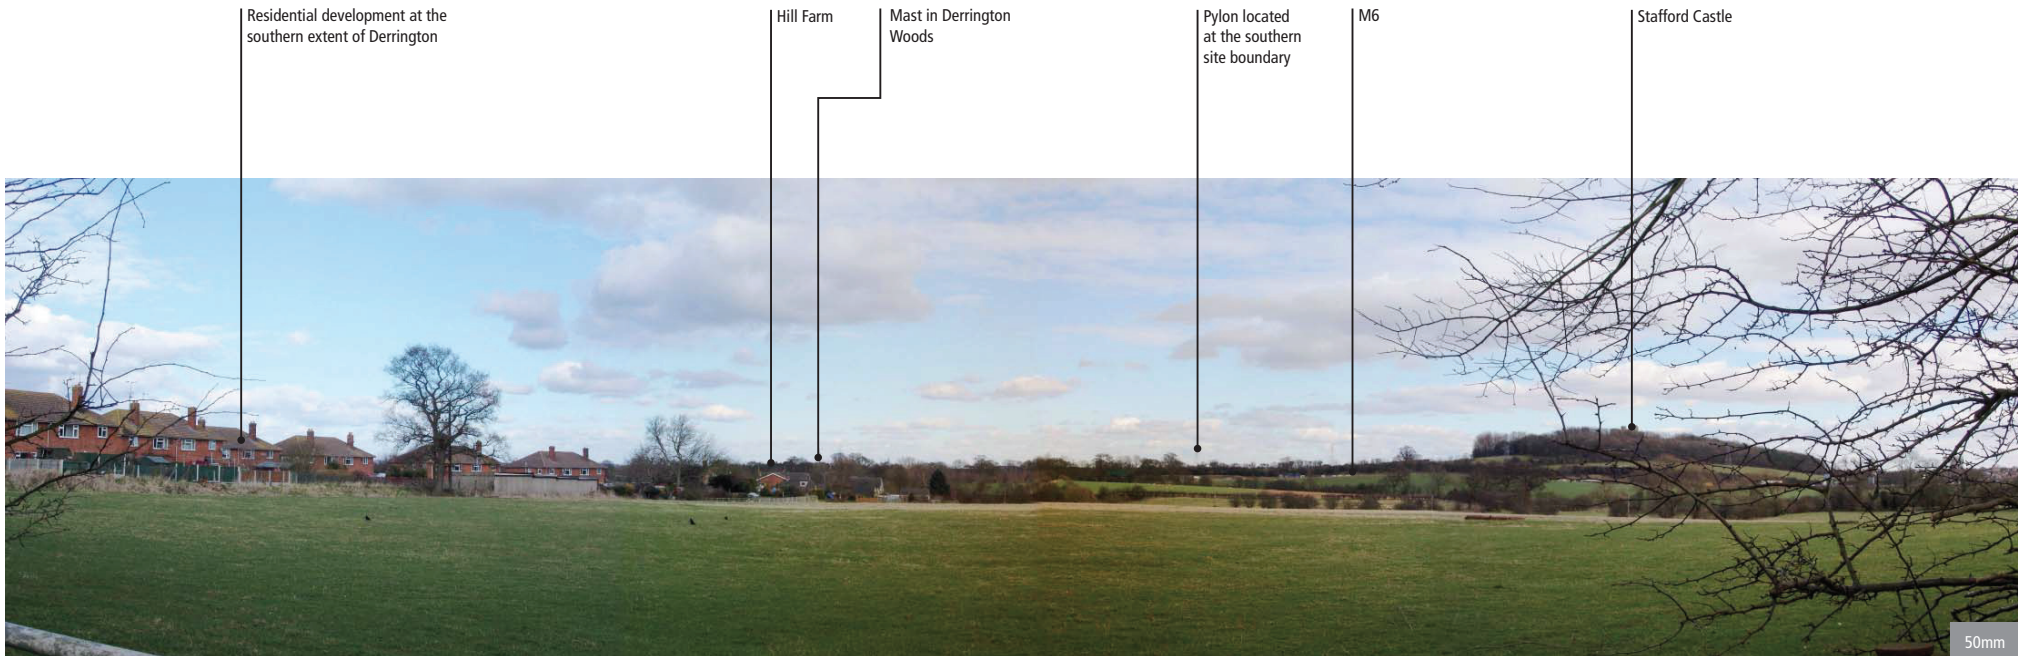 Residential development at the
southern extent of Derrington
Hill Farm
Mast in Derrington
Woods
Pylon located
at the southern
site boundary
M6
Stafford Castle
50mm